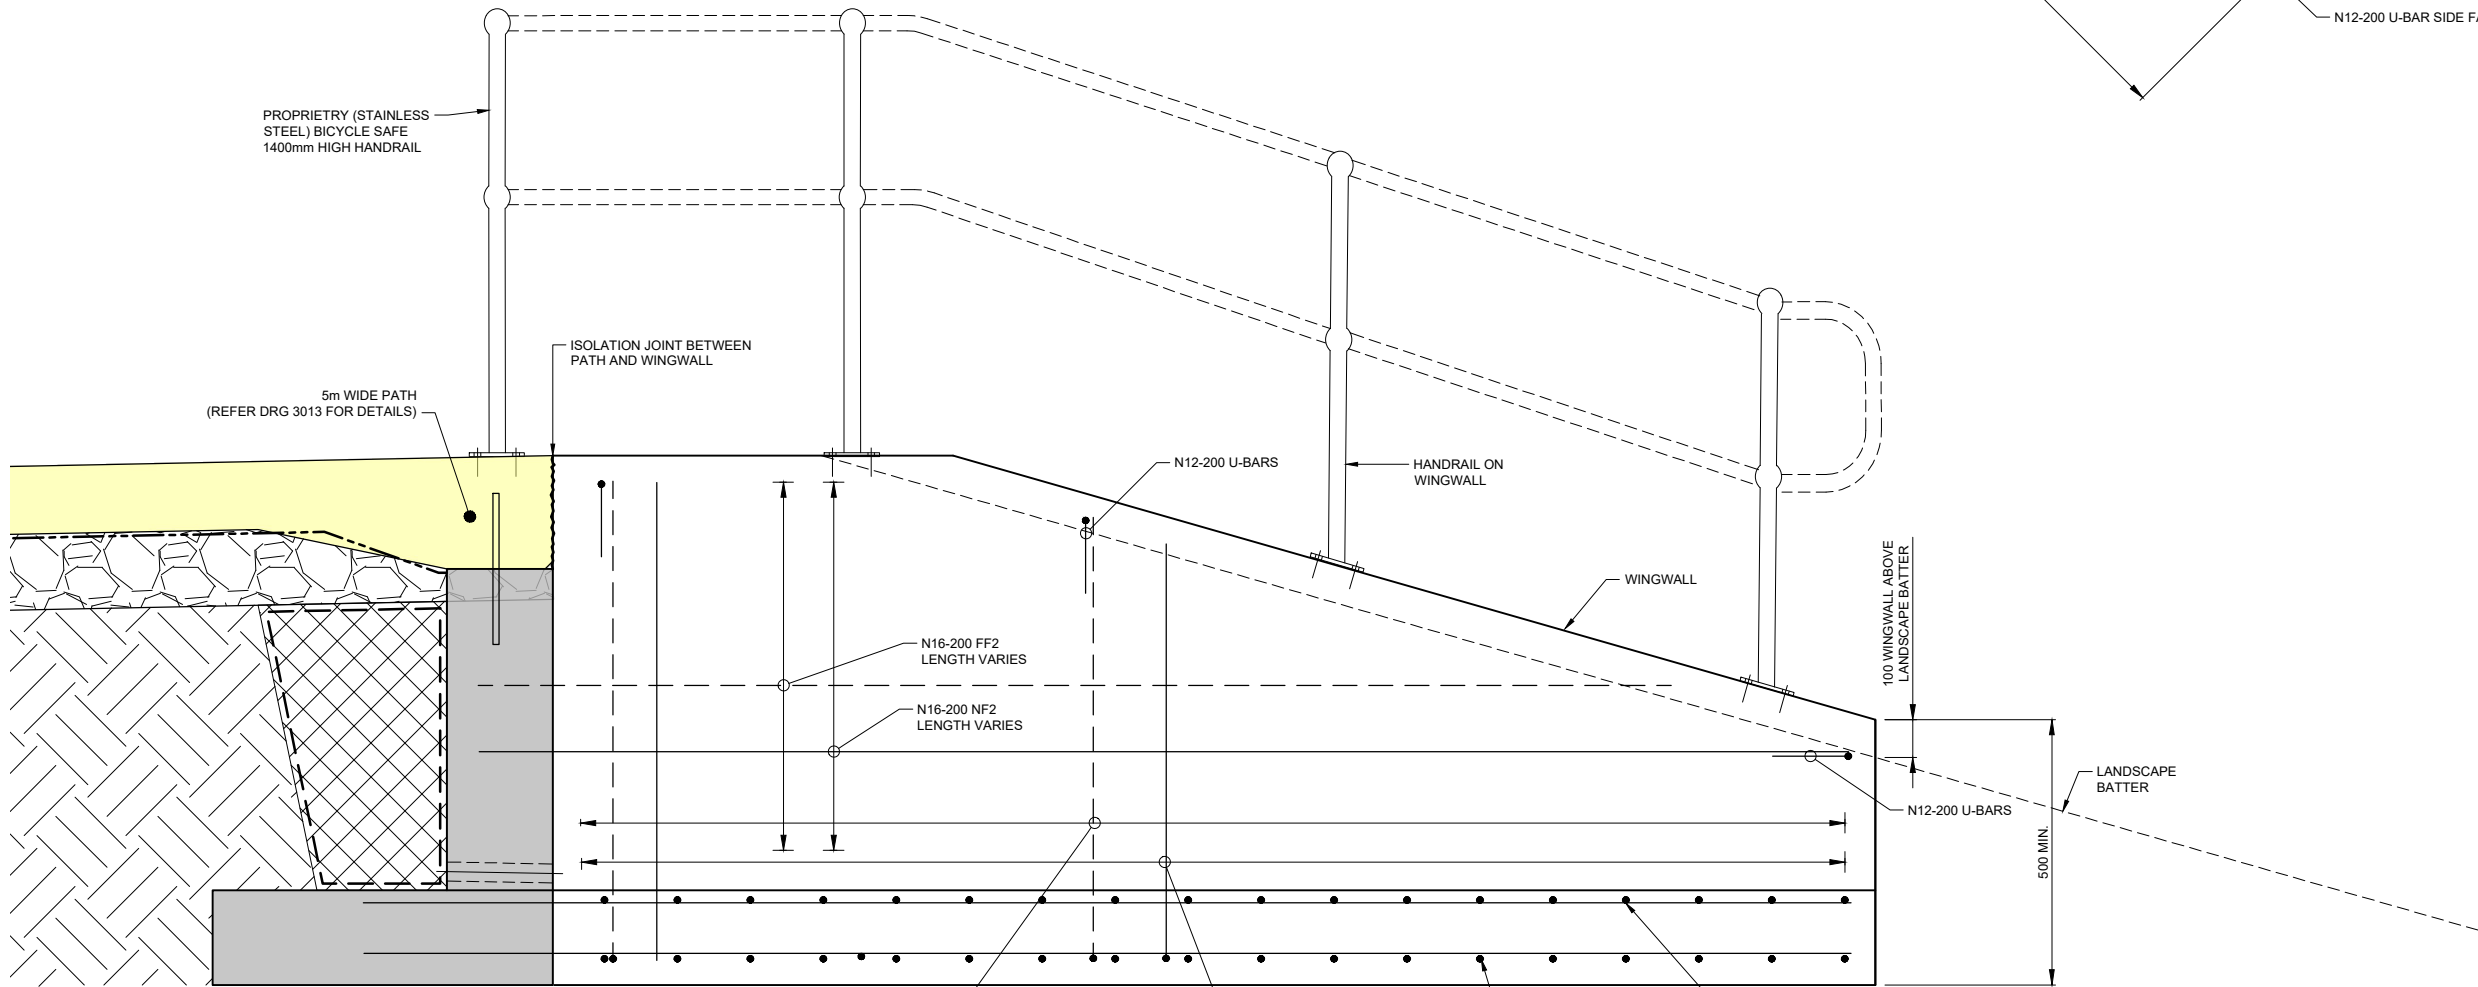 N12-200 U-BAR SIDE
PROPRIETRY (STAINLESS
STEEL) BICYCLE SAFE
1400mm HIGH HANDRAIL
ISOLATION JOINT BETWEEN
PATH AND WINGWALL
5m WIDE PATH
(REFER DRG 3013 FOR DETAILS)
N12-200 U-BARS
HANDRAIL ON
WINGWALL
WINGWALL
100 WINGWALL ABOVE
LANDSCAPE BATTER
N16-200 FF2
LENGTH VARIES
N16-200 NF2
LENGTH VARIES
LANDSCAPE
BATTER
N12-200 U-BARS
500 MIN.